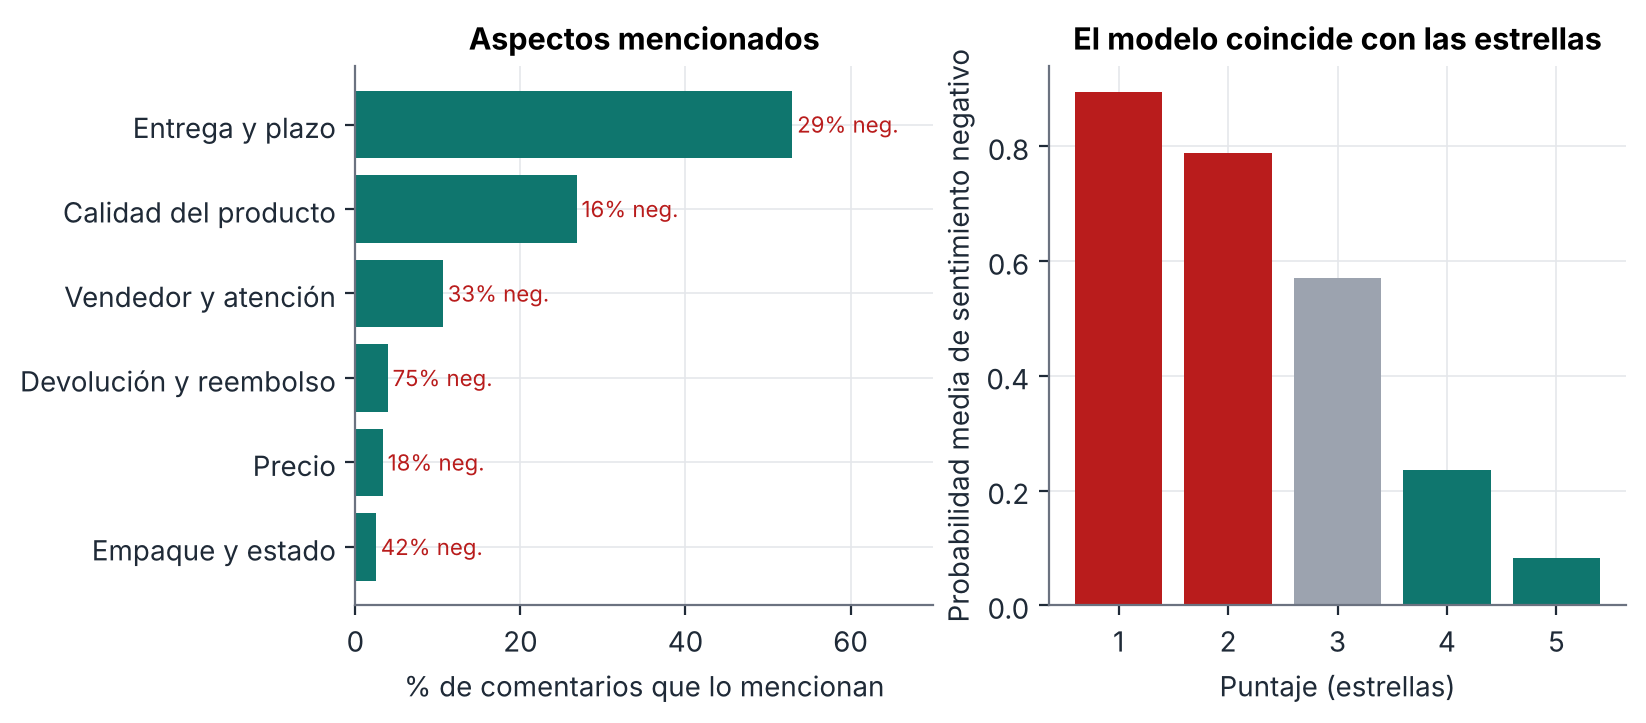 Aspectos mencionados
Entrega y plazo
29% neg.
Calidad del producto
16% neg.
Vendedor y atención
33% neg.
Devolución y reembolso
75% neg.
Precio
18% neg.
Empaque y estado
42% neg.
0 20 40 60
% de comentarios que lo mencionan
El modelo coincide con las estrellas
Probabilidad media de sentimiento negativo
0.8
0.6
0.4
0.2
0.0
1 2 3 4 5
Puntaje (estrellas)